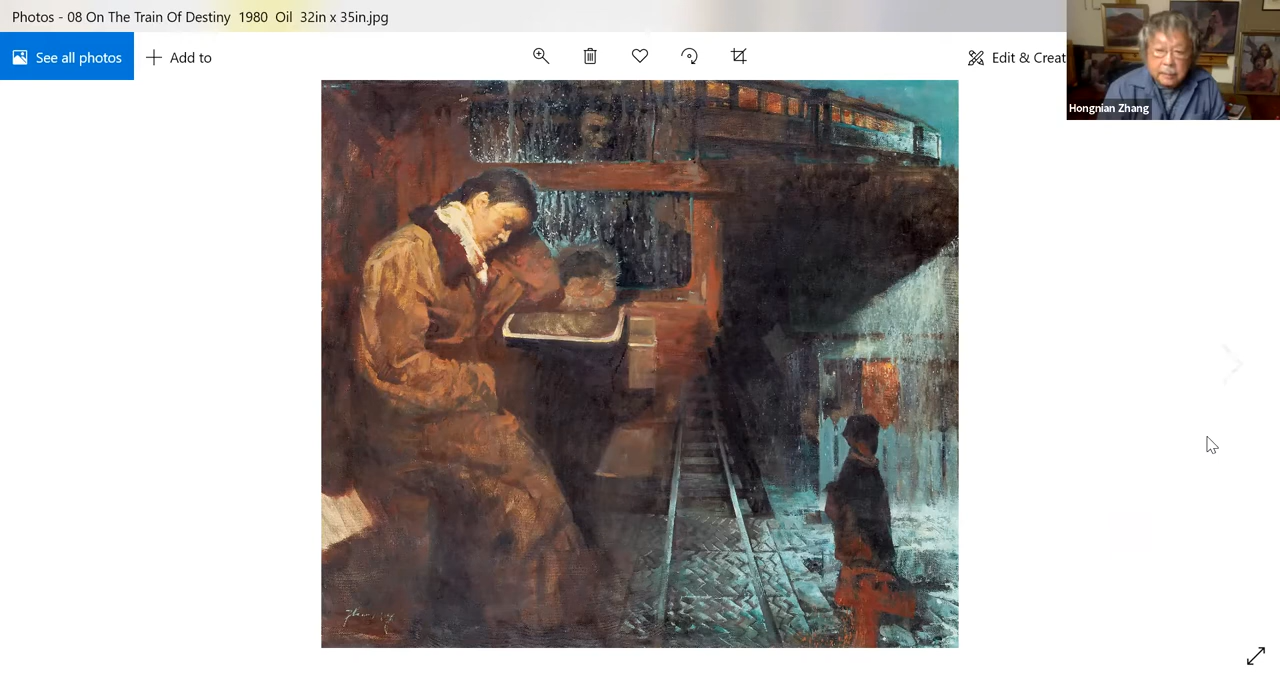 Photos - 08 On The Train Of Destiny  1980  Oil  32in x 35in.jpg
See all photos
Add to
Edit & Creat
Hongnian Zhang